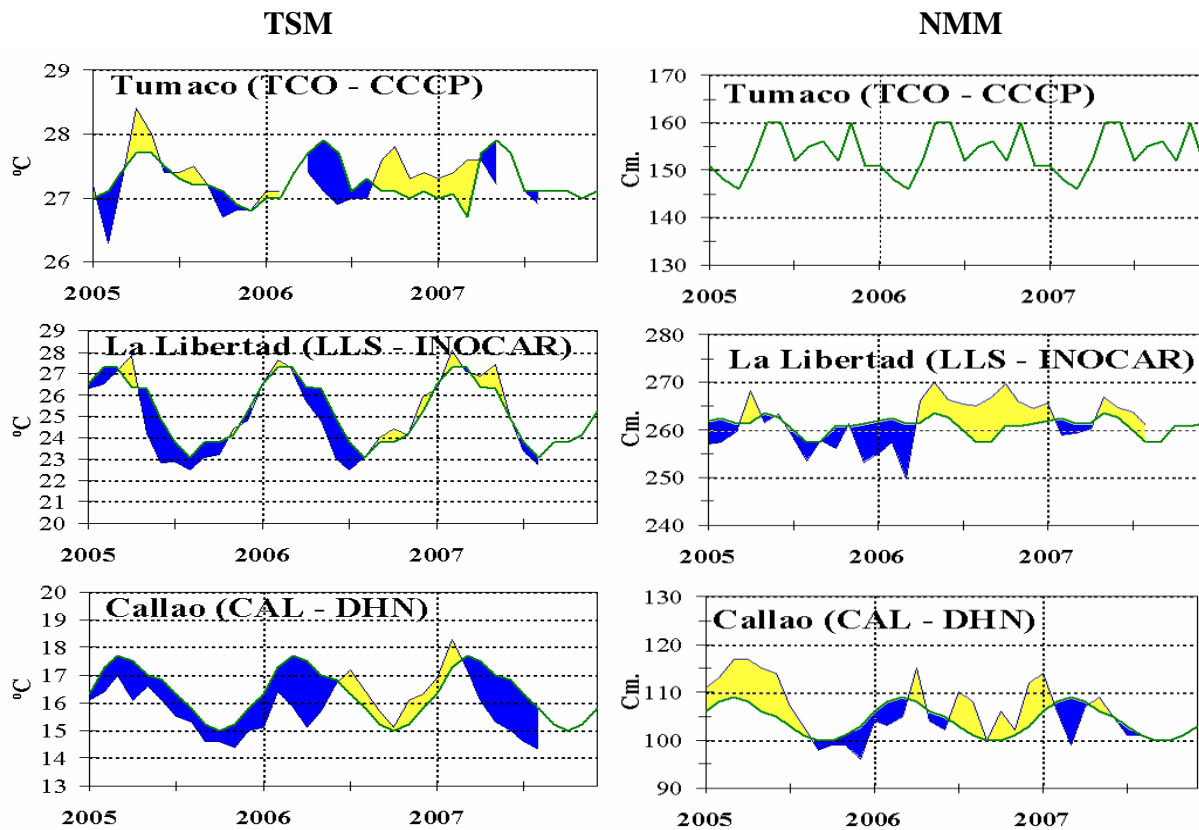 TSM
NMM
Tumaco (TCO - CCCP)
ºC
29
28
27
26
2005 2006 2007
Tumaco (TCO - CCCP)
Cm.
170
160
150
140
130
2005 2006 2007
La Libertad (LLS - INOCAR)
ºC
29
28
27
26
25
24
23
22
21
20
2005 2006 2007
La Libertad (LLS - INOCAR)
Cm.
280
270
260
250
240
2005 2006 2007
Callao (CAL - DHN)
ºC
20
19
18
17
16
15
14
13
2005 2006 2007
Callao (CAL - DHN)
Cm.
130
120
110
100
90
2005 2006 2007